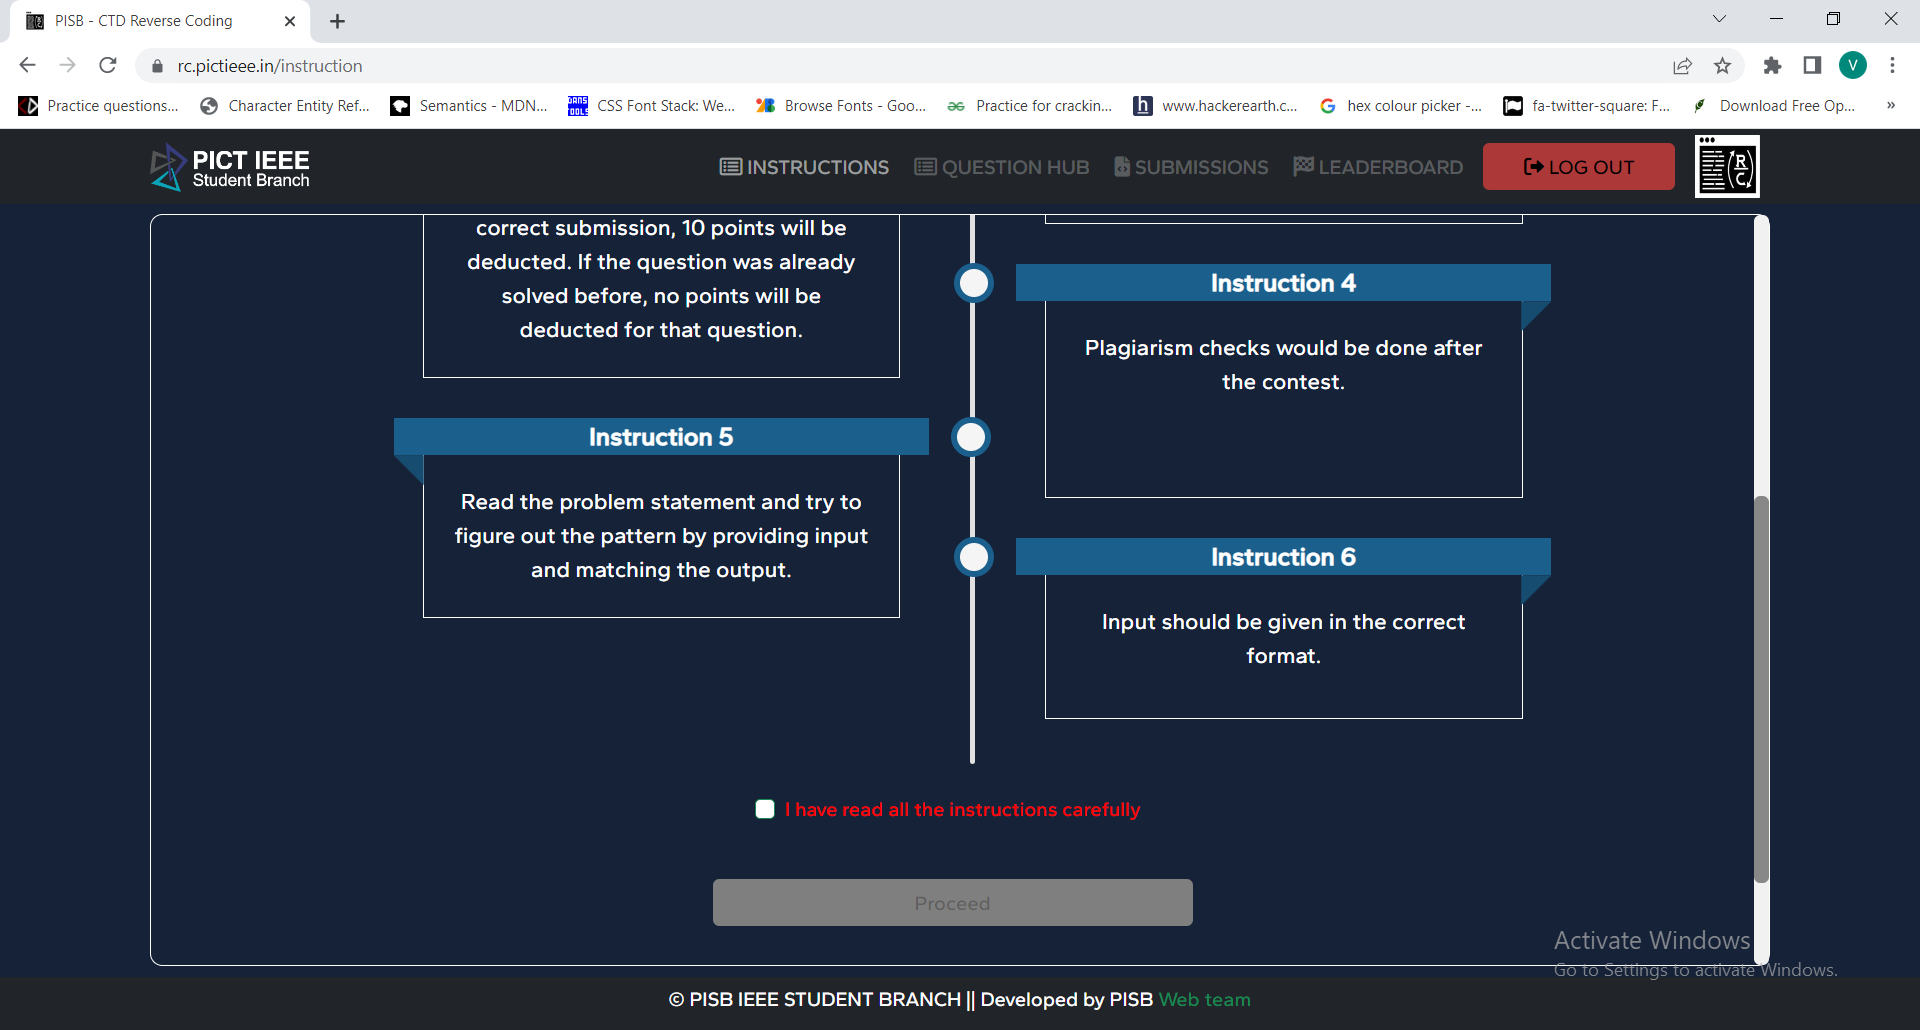 PISB - CTD Reverse Coding
rc.pictieee.in/instruction
V
Practice questions...
Character Entity Ref...
Semantics - MDN...
CSS Font Stack: We...
Browse Fonts - Goo...
Practice for crackin...
www.hackerearth.c...
hex colour picker -...
fa-twitter-square: F...
Download Free Op...
»
PICT IEEE
Student Branch
INSTRUCTIONS
QUESTION HUB
SUBMISSIONS
LEADERBOARD
LOG OUT
R
C
correct submission, 10 points will be
deducted. If the question was already
solved before, no points will be
deducted for that question.
Instruction 4
Plagiarism checks would be done after
the contest.
Instruction 5
Read the problem statement and try to
figure out the pattern by providing input
and matching the output.
Instruction 6
Input should be given in the correct
format.
I have read all the instructions carefully
Proceed
Activate Windows
Go to Settings to activate Windows.
© PISB IEEE STUDENT BRANCH || Developed by PISB Web team